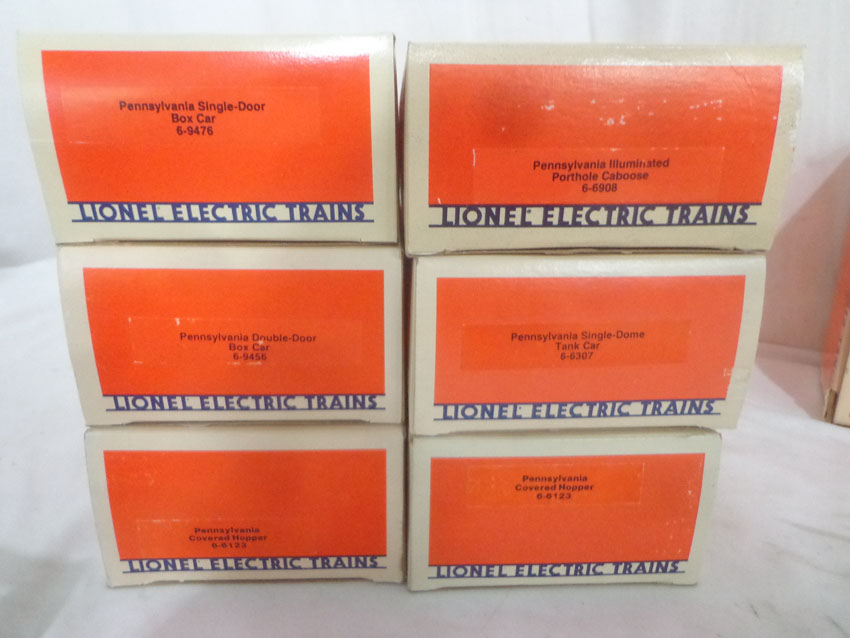 Pennsylvania Single-Door
Box Car
6-9476
LIONEL ELECTRIC TRAINS
Pennsylvania Illuminated
Porthole Caboose
6-6908
LIONEL ELECTRIC TRAINS
Pennsylvania Double-Door
Box Car
6-9456
LIONEL ELECTRIC TRAINS
Pennsylvania Single-Dome
Tank Car
6-6307
LIONEL ELECTRIC TRAINS
Pennsylvania
Covered Hopper
6-6123
LIONEL ELECTRIC TRAINS
Pennsylvania
Covered Hopper
6-6123
LIONEL ELECTRIC TRAINS